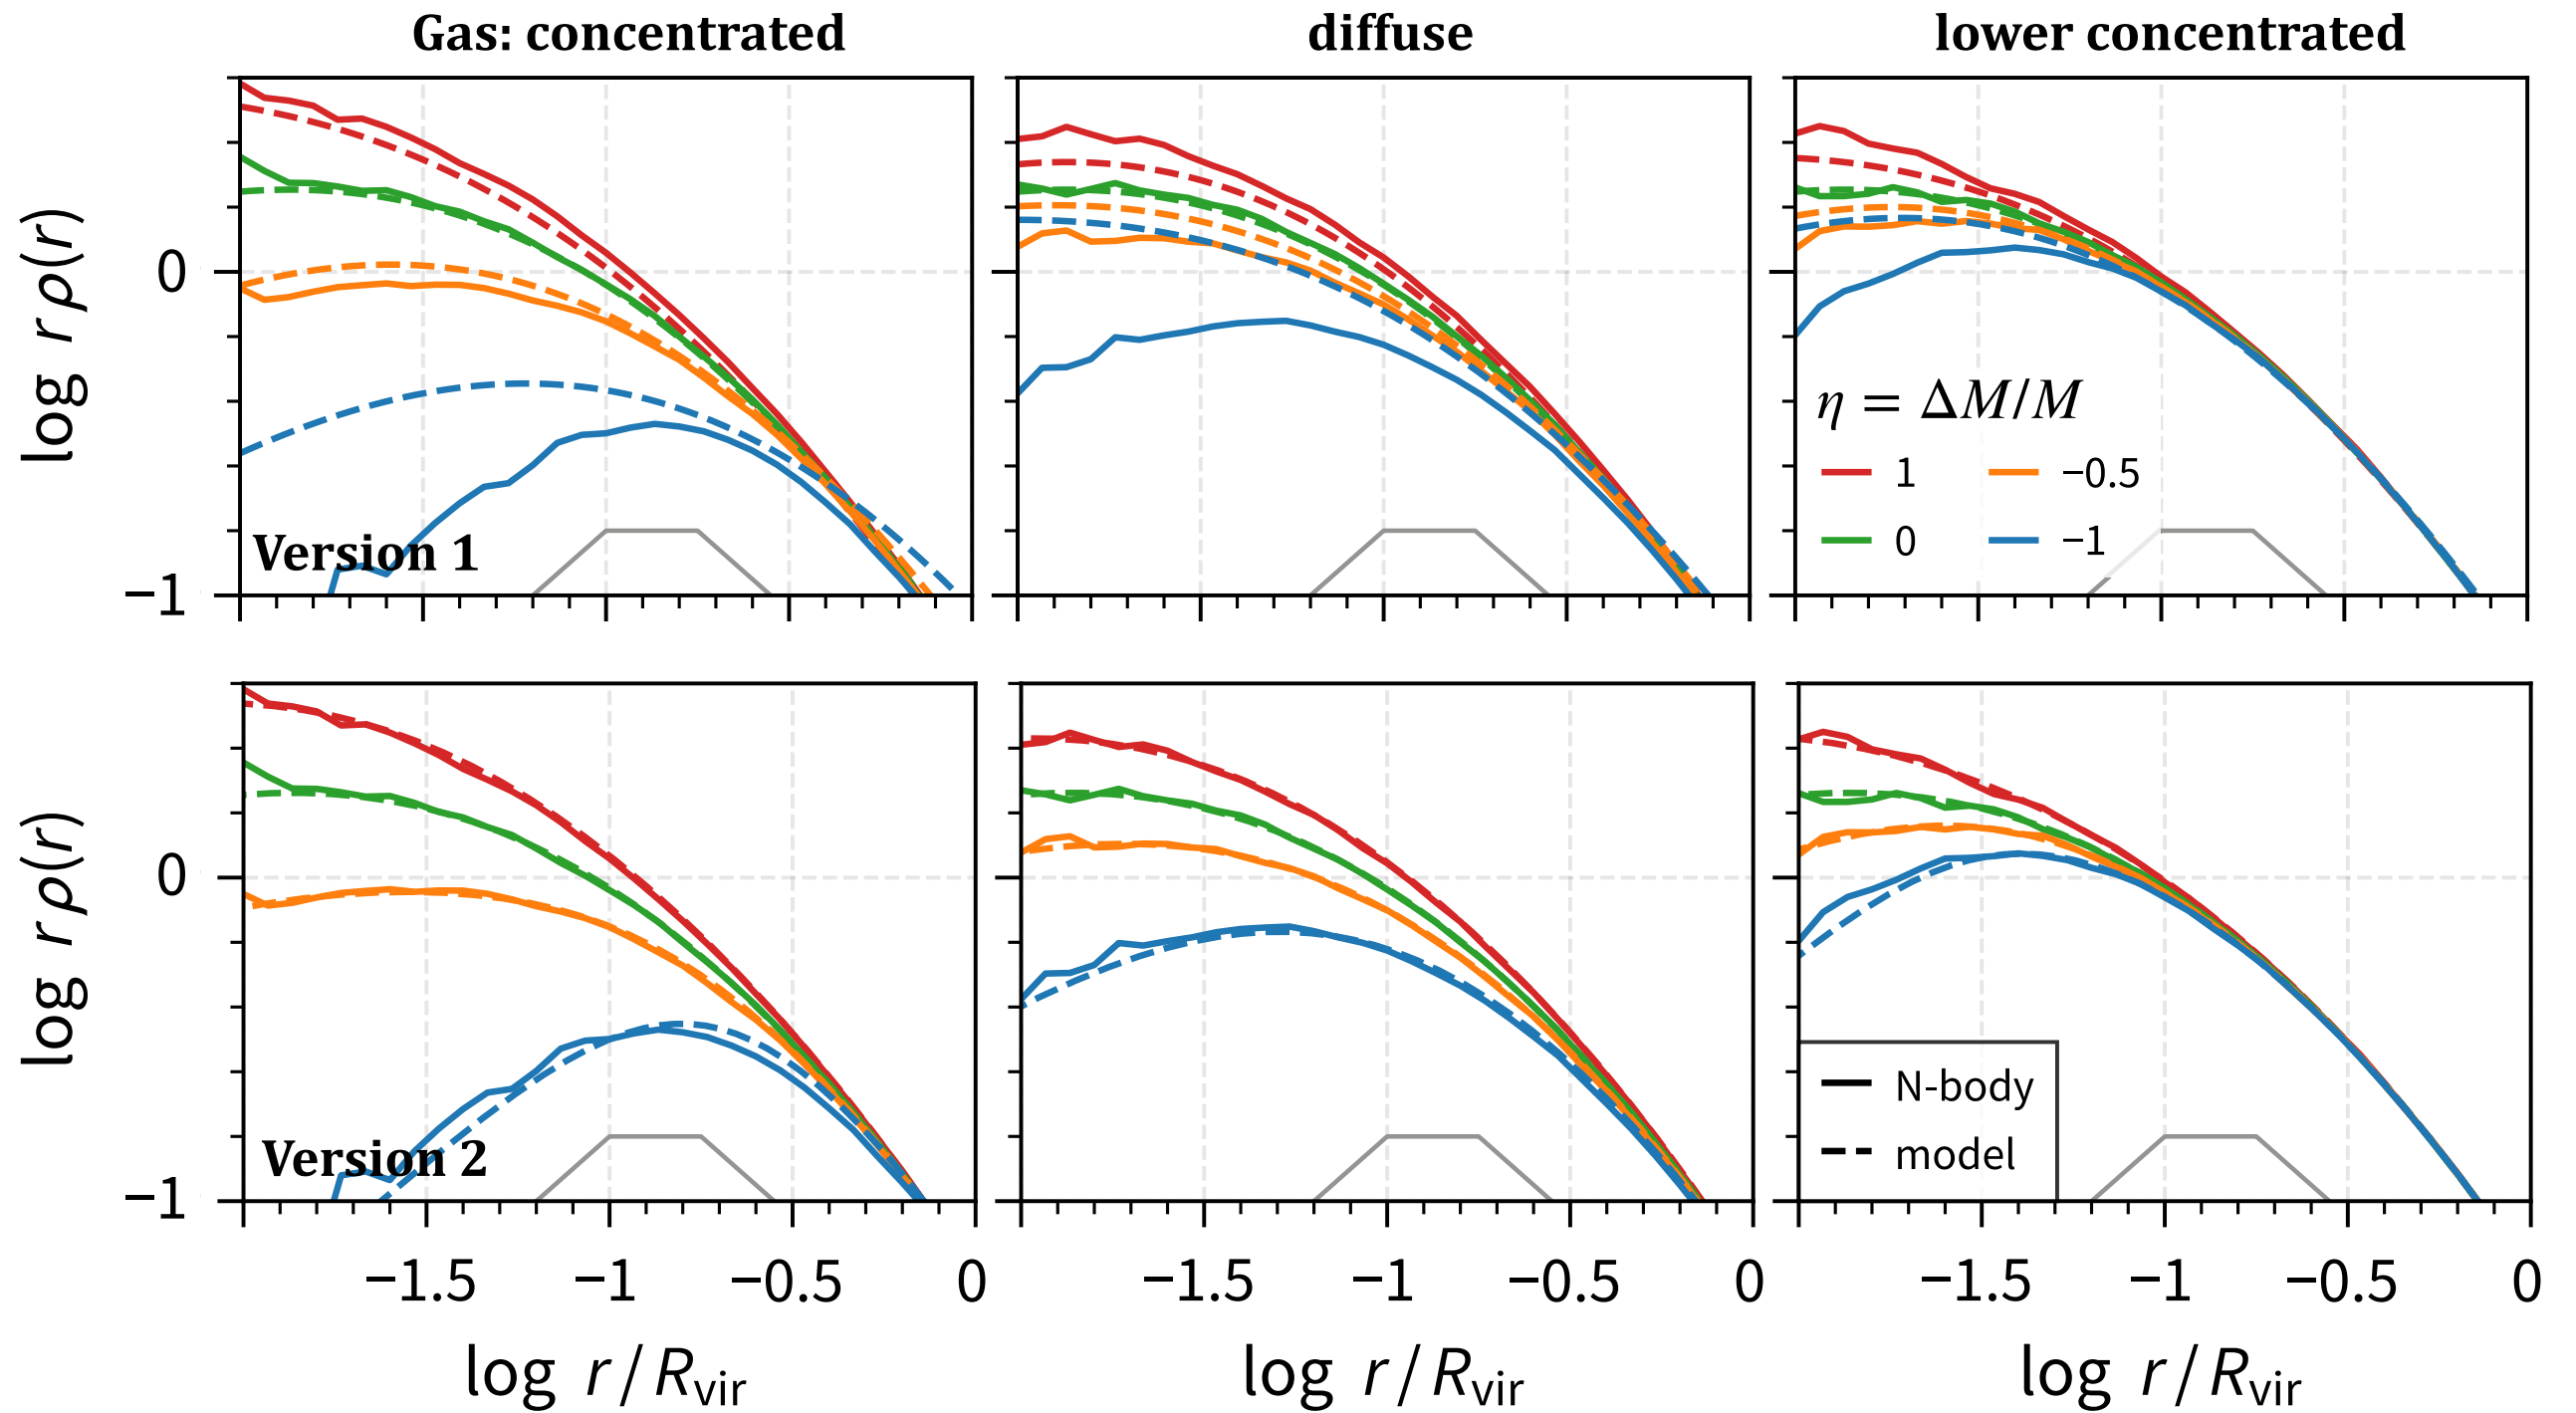 Gas: concentrated
diffuse
lower concentrated
log r ρ(r)
0
−1
Version 1
η = ΔM/M
1
−0.5
0
−1
log r ρ(r)
0
−1
Version 2
N-body
model
−1.5
−1
−0.5
0
−1.5
−1
−0.5
0
−1.5
−1
−0.5
0
log r/R_vir
log r/R_vir
log r/R_vir